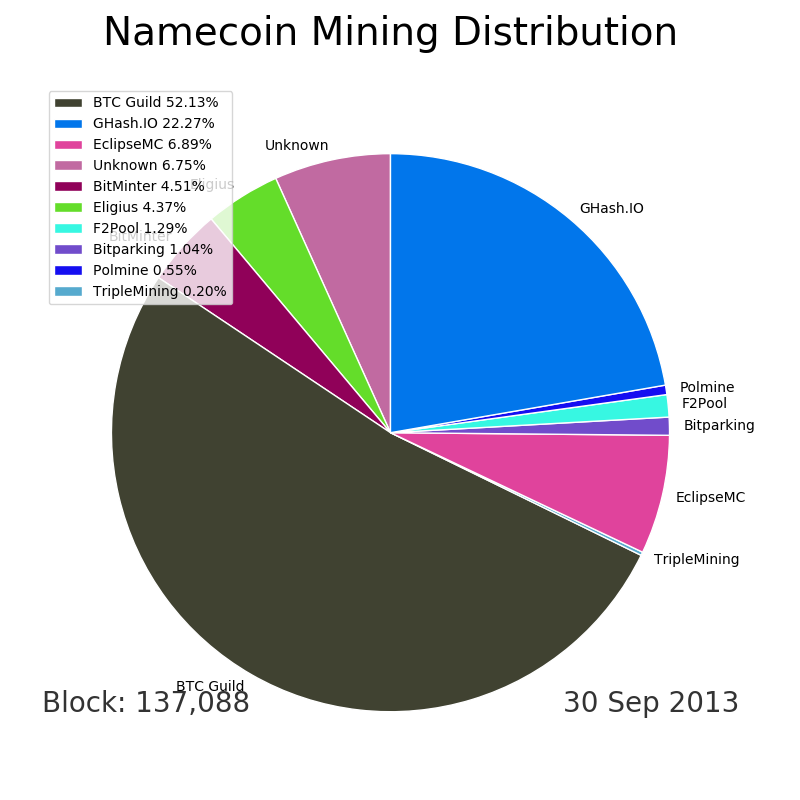 Namecoin Mining Distribution
BTC Guild 52.13%
GHash.IO 22.27%
EclipseMC 6.89%
Unknown 6.75%
BitMinter 4.51%
Eligius 4.37%
F2Pool 1.29%
Bitparking 1.04%
Polmine 0.55%
TripleMining 0.20%
Unknown
Eligius
BitMinter
GHash.IO
Polmine
F2Pool
Bitparking
EclipseMC
TripleMining
BTC Guild
Block: 137,088
30 Sep 2013